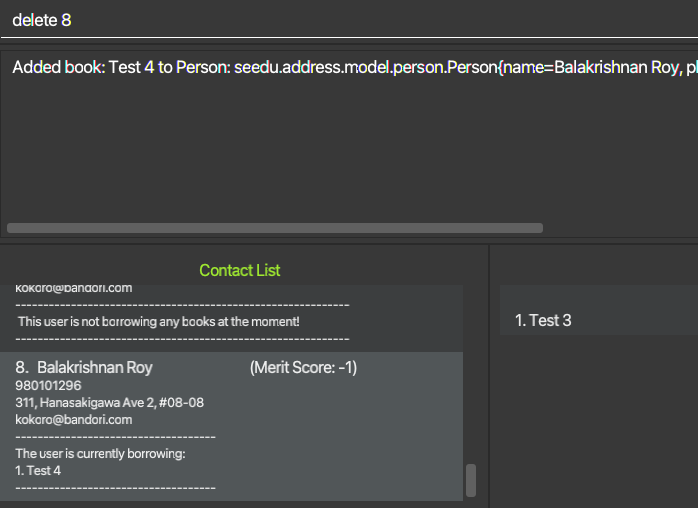 delete 8
Added book: Test 4 to Person: seedu.address.model.person.Person{name=Balakrishnan Roy, pl
Contact List
kokoro@bandori.com
------------------------------------------------------------
This user is not borrowing any books at the moment!
------------------------------------------------------------
8. Balakrishnan Roy (Merit Score: -1)
980101296
311, Hanasakigawa Ave 2, #08-08
kokoro@bandori.com
------------------------------------
The user is currently borrowing:
1. Test 4
------------------------------------
1. Test 3